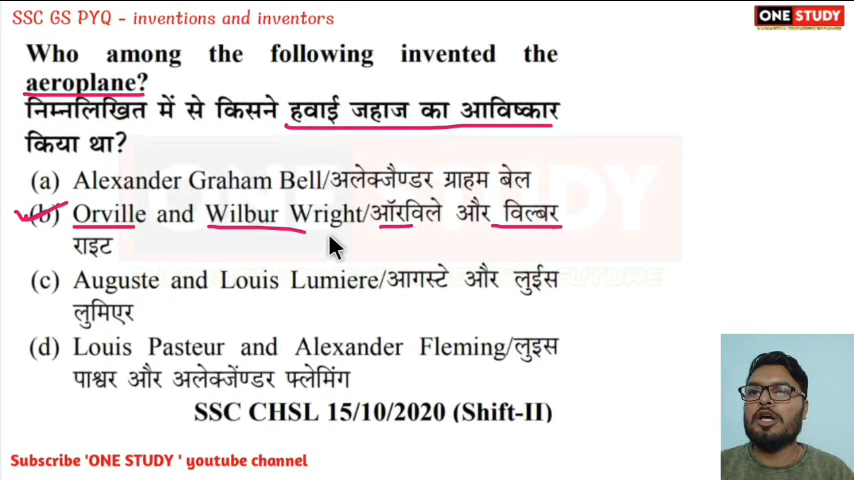 SSC GS PYQ - inventions and inventors
ONE STUDY
Who among the following invented the
aeroplane?
निम्नलिखित में से किसने हवाई जहाज का आविष्कार
किया था?
(a) Alexander Graham Bell/अलेक्जैण्डर ग्राहम बेल
(b) Orville and Wilbur Wright/ऑरविले और विल्बर
राइट
(c) Auguste and Louis Lumiere/आगस्टे और लुईस
लुमिएर
(d) Louis Pasteur and Alexander Fleming/लुइस
पाश्चर और अलेक्जेंण्डर फ्लेमिंग
SSC CHSL 15/10/2020 (Shift-II)
Subscribe 'ONE STUDY ' youtube channel